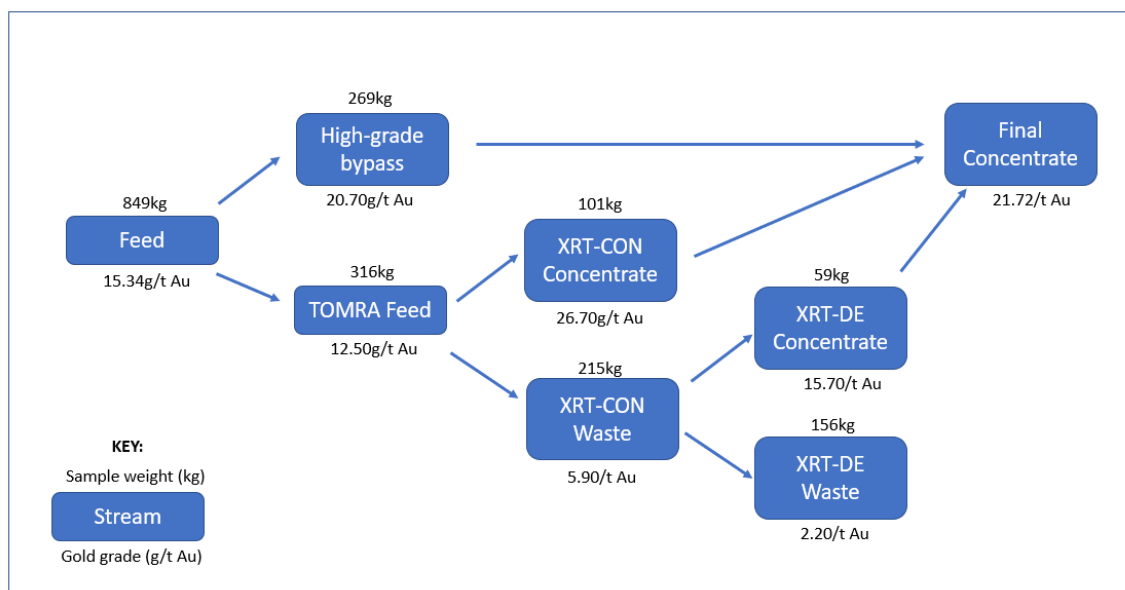 269kg
High-grade
bypass
20.70g/t Au
Final
Concentrate
21.72/t Au
849kg
Feed
15.34g/t Au
316kg
TOMRA Feed
12.50g/t Au
101kg
XRT-CON
Concentrate
26.70g/t Au
215kg
XRT-CON
Waste
5.90/t Au
59kg
XRT-DE
Concentrate
15.70/t Au
156kg
XRT-DE
Waste
2.20/t Au
KEY:
Sample weight (kg)
Stream
Gold grade (g/t Au)